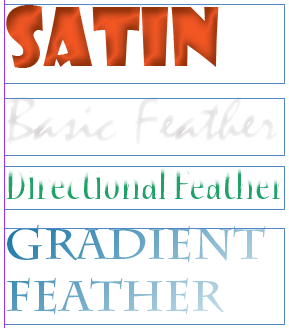 SATIN
Basic Feather
Directional Feather
GRADIENT
FEATHER